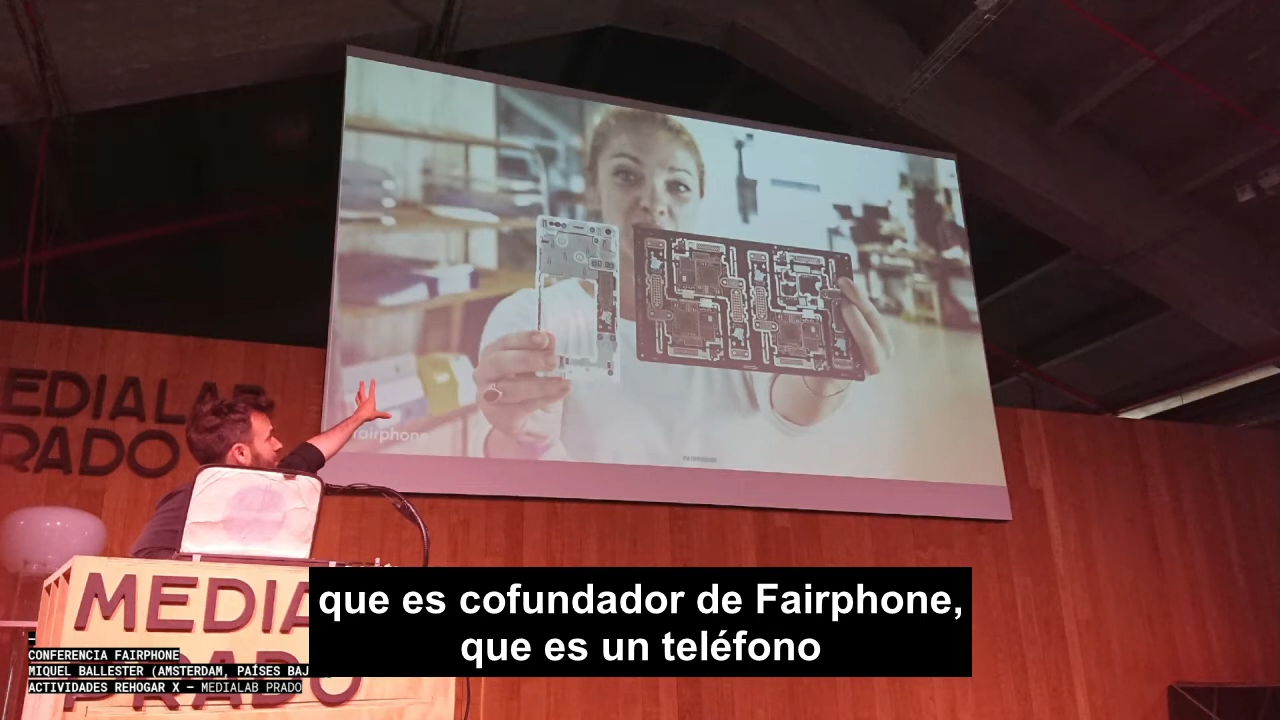 fairphone
MEDIALAB
PRADO
MEDIA
PRADO
que es cofundador de Fairphone,
que es un teléfono
CONFERENCIA FAIRPHONE
MIQUEL BALLESTER (AMSTERDAM, PAÍSES BAJ
ACTIVIDADES REHOGAR X – MEDIALAB PRADO